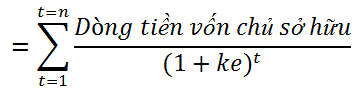 t=n
= ∑ Dòng tiền vốn chủ sở hữu
(1 + ke)^t
t=1